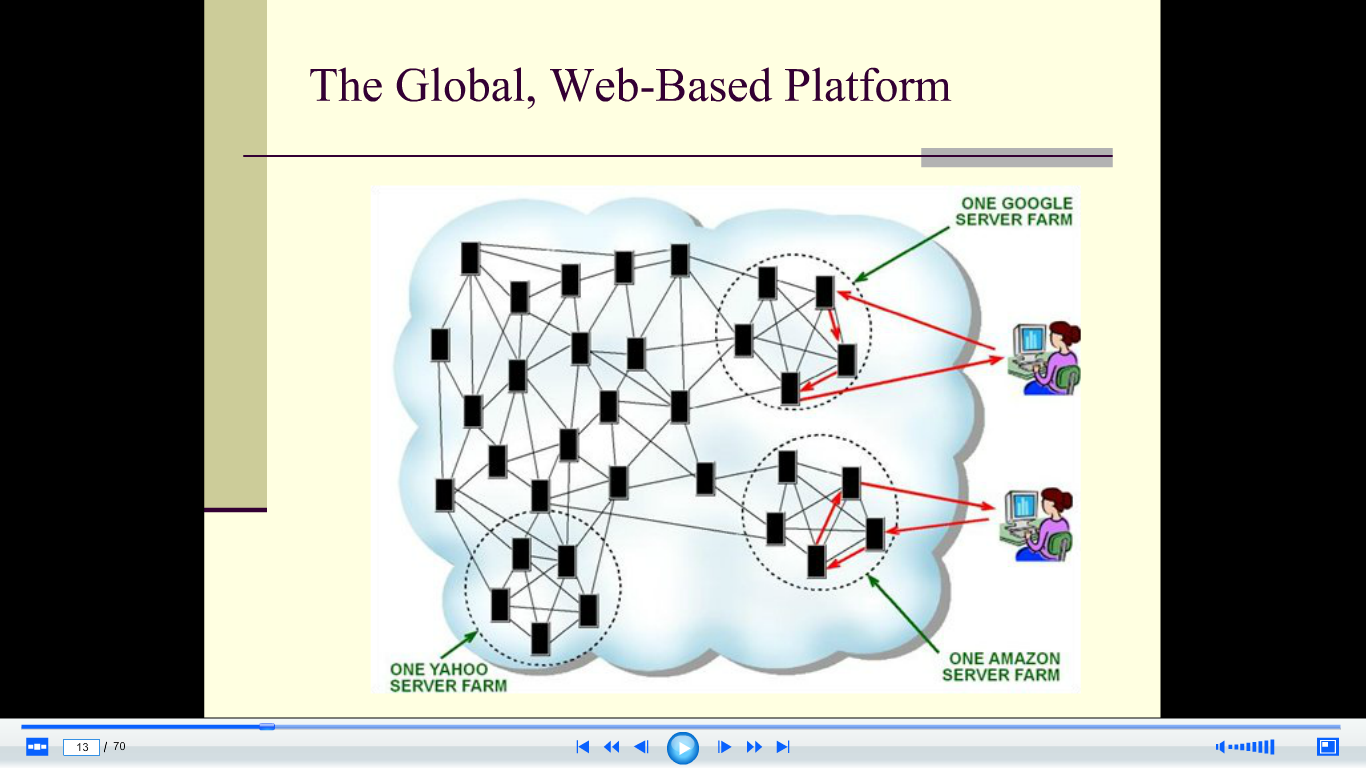 The Global, Web-Based Platform
ONE GOOGLE
SERVER FARM
ONE YAHOO
SERVER FARM
ONE AMAZON
SERVER FARM
13 / 70